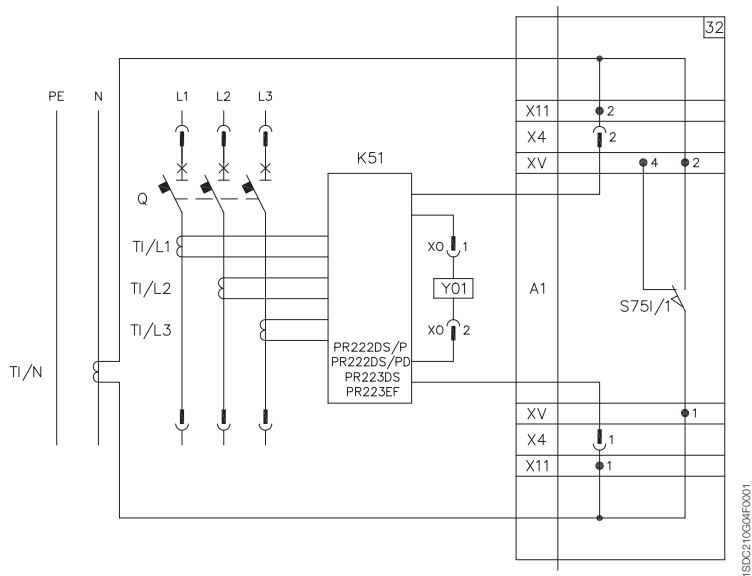 32
PE N L1 L2 L3
X11 2
K51 X4 2
XV 4 2
Q
TI/L1 X0 1
TI/L2 Y01 A1
S75I/1
TI/L3 X0 2
PR222DS/P
PR222DS/PD
TI/N PR223DS
PR223EF
XV 1
X4 1
X11 1
1SDC210G04F0001